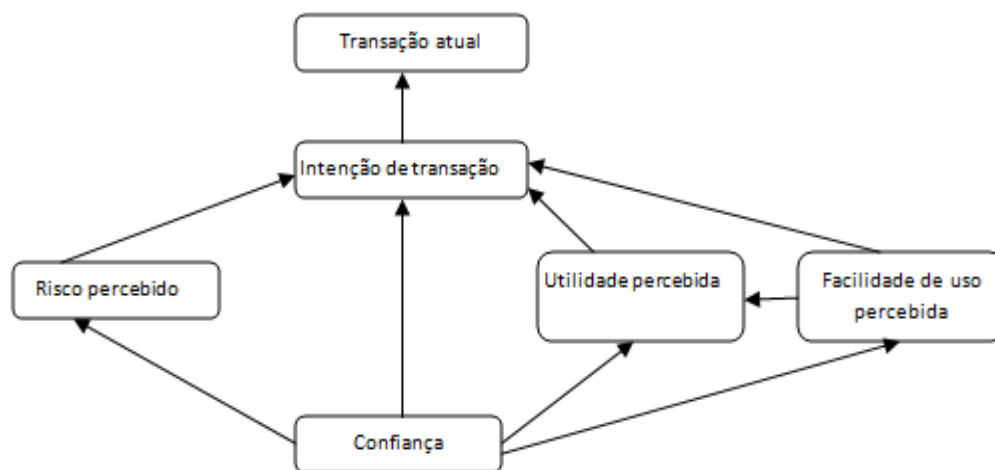 Transação atual
Intenção de transação
Risco percebido
Utilidade percebida
Facilidade de uso
percebida
Confiança